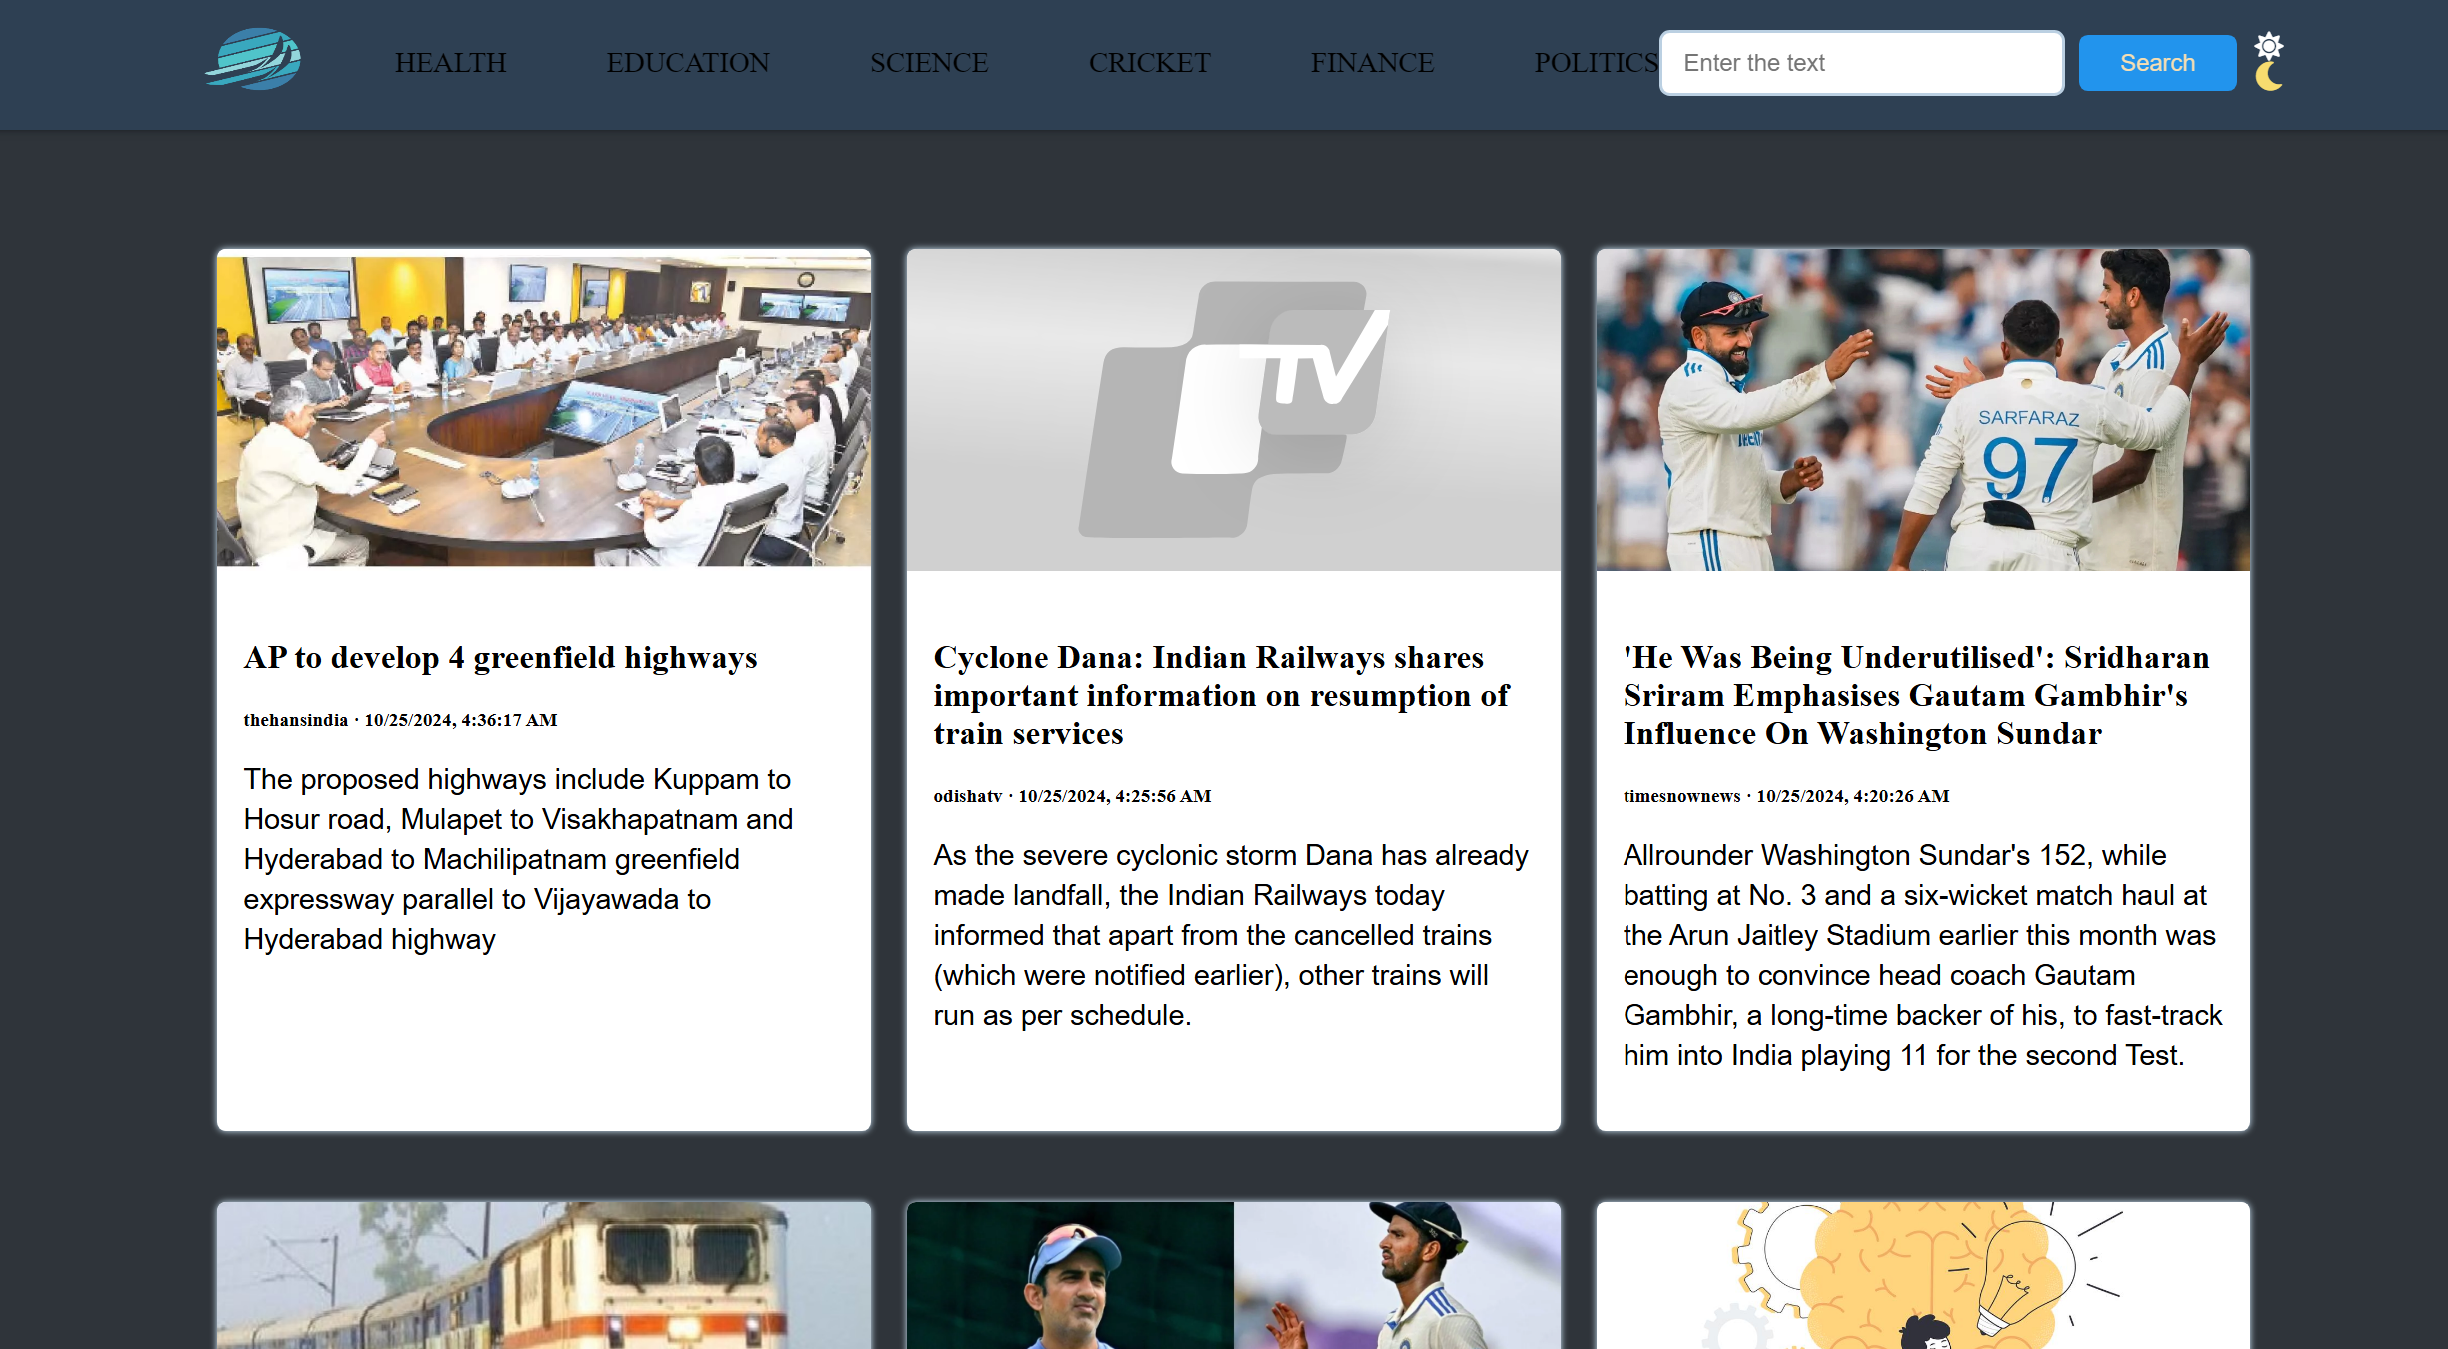 HEALTH EDUCATION SCIENCE CRICKET FINANCE POLITICS Enter the text Search
TV
SARFARAZ
97
AP to develop 4 greenfield highways
thehansindia · 10/25/2024, 4:36:17 AM
The proposed highways include Kuppam to
Hosur road, Mulapet to Visakhapatnam and
Hyderabad to Machilipatnam greenfield
expressway parallel to Vijayawada to
Hyderabad highway
Cyclone Dana: Indian Railways shares
important information on resumption of
train services
odishatv · 10/25/2024, 4:25:56 AM
As the severe cyclonic storm Dana has already
made landfall, the Indian Railways today
informed that apart from the cancelled trains
(which were notified earlier), other trains will
run as per schedule.
'He Was Being Underutilised': Sridharan
Sriram Emphasises Gautam Gambhir's
Influence On Washington Sundar
timesnownews · 10/25/2024, 4:20:26 AM
Allrounder Washington Sundar's 152, while
batting at No. 3 and a six-wicket match haul at
the Arun Jaitley Stadium earlier this month was
enough to convince head coach Gautam
Gambhir, a long-time backer of his, to fast-track
him into India playing 11 for the second Test.